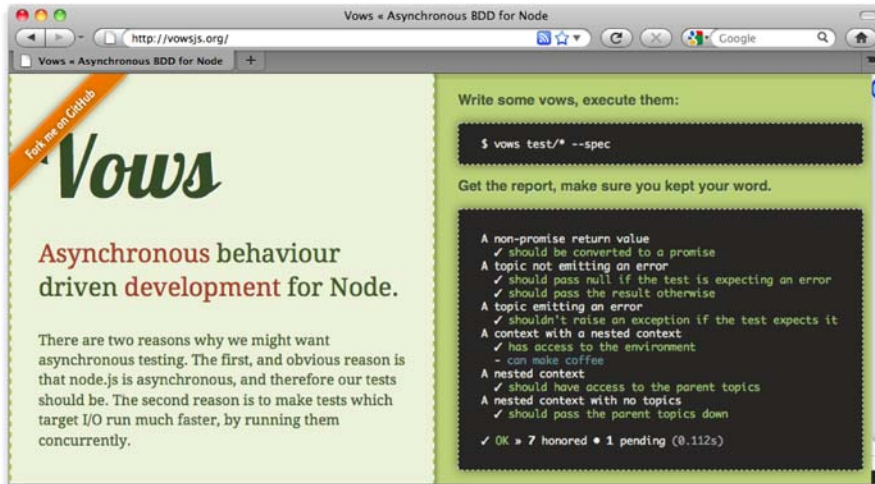 Vows « Asynchronous BDD for Node
http://vowsjs.org/
Google
Vows « Asynchronous BDD for Node
+
Fork me on GitHub
Vows
Asynchronous behaviour
driven development for Node.
There are two reasons why we might want
asynchronous testing. The first, and obvious reason is
that node.js is asynchronous, and therefore our tests
should be. The second reason is to make tests which
target I/O run much faster, by running them
concurrently.
Write some vows, execute them:
$ vows test/* --spec
Get the report, make sure you kept your word.
A non-promise return value
✓ should be converted to a promise
A topic not emitting an error
✓ should pass null if the test is expecting an error
✓ should pass the result otherwise
A topic emitting an error
✓ shouldn't raise an exception if the test expects it
A context with a nested context
✓ has access to the environment
- can make coffee
A nested context
✓ should have access to the parent topics
A nested context with no topics
✓ should pass the parent topics down
✓ OK » 7 honored • 1 pending (0.112s)